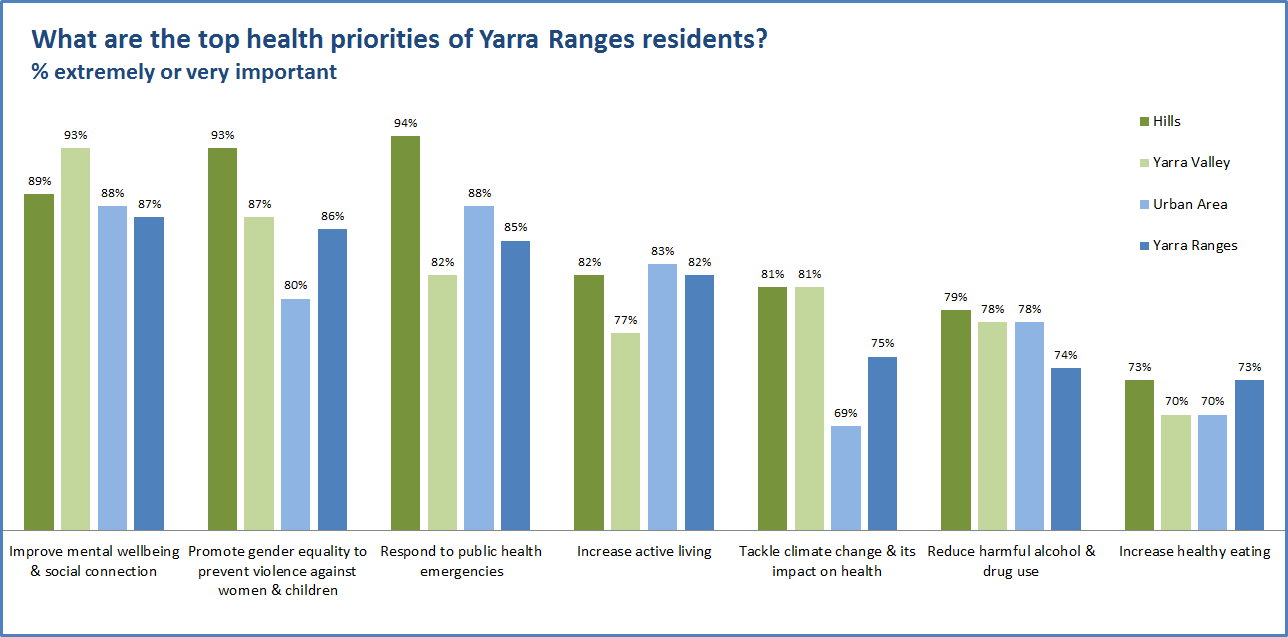 What are the top health priorities of Yarra Ranges residents?
% extremely or very important
Hills
Yarra Valley
Urban Area
Yarra Ranges
89%
93%
88%
87%
93%
87%
80%
86%
94%
82%
88%
85%
82%
77%
83%
82%
81%
81%
69%
75%
79%
78%
78%
74%
73%
70%
70%
73%
Improve mental wellbeing
& social connection
Promote gender equality to
prevent violence against
women & children
Respond to public health
emergencies
Increase active living
Tackle climate change & its
impact on health
Reduce harmful alcohol &
drug use
Increase healthy eating